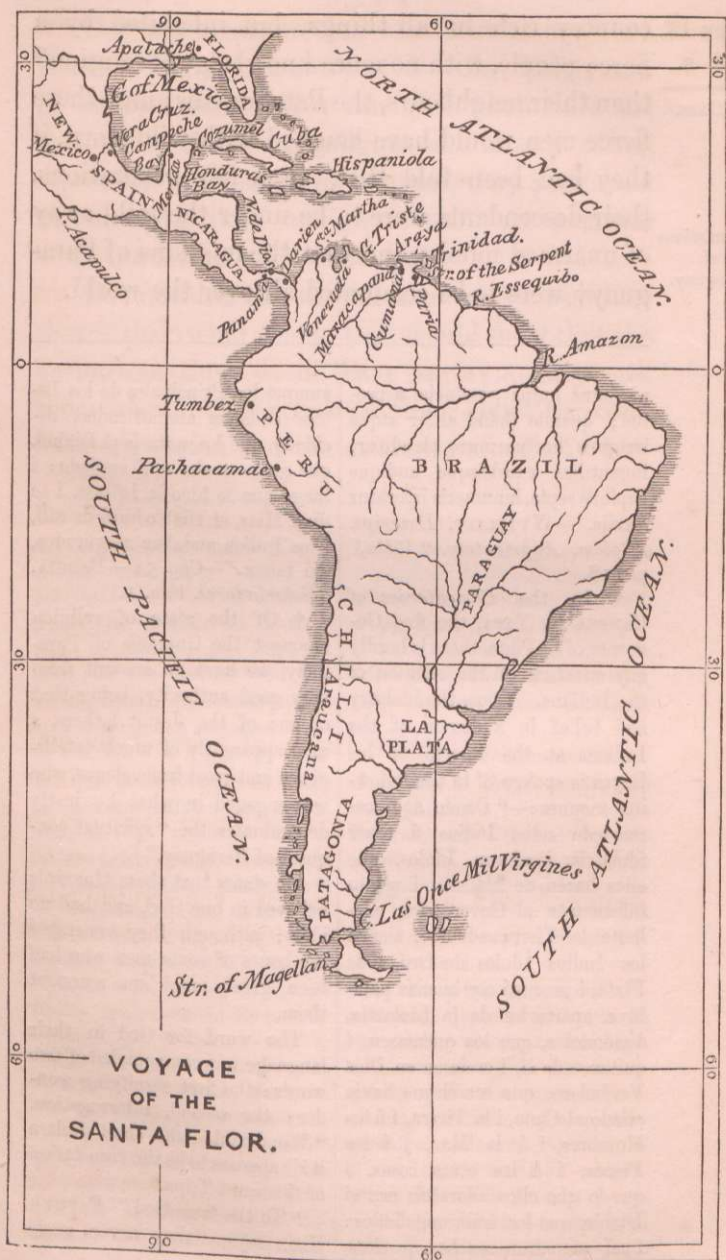 90
60
30
30
Apalache
FLORIDA
G. of Mexico
NORTH ATLANTIC OCEAN.
NEW SPAIN
Mexico
Vera Cruz.
Campeche Bay
Merida
Cozumel
Cuba
Hispaniola
Honduras Bay
NICARAGUA
P. Acapulco
N. de Dios
Panama
Darien
Sa. Martha
Venezuela
G. Triste
Maracapana
Araya
Cumana
Trinidad.
Str. of the Serpent
Paria
R. Essequibo
R. Amazon
0
0
Tumbez
PERU
Pachacamac
BRAZIL
SOUTH PACIFIC OCEAN.
PARAGUAY
30
30
CHILI
Araucana
LA PLATA
PATAGONIA
C. Las Once Mil Virgines
SOUTH ATLANTIC OCEAN.
Str. of Magellan
60
60
VOYAGE
OF THE
SANTA FLOR.
90
60